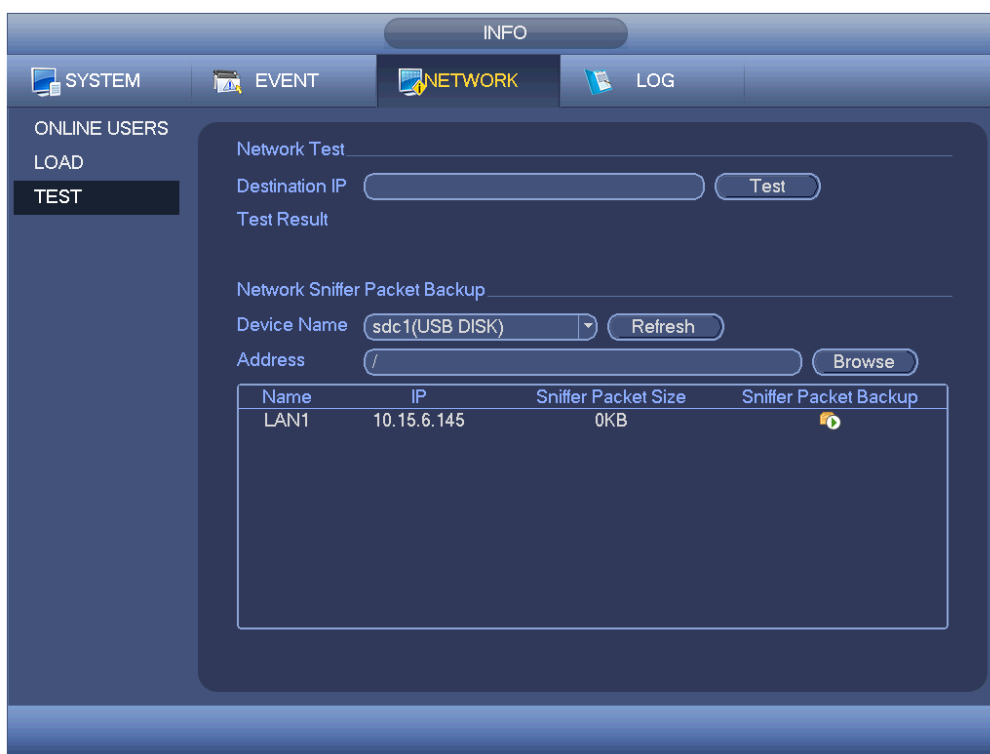 INFO
SYSTEM EVENT NETWORK LOG
ONLINE USERS
LOAD
TEST
Network Test
Destination IP Test
Test Result
Network Sniffer Packet Backup
Device Name sdc1(USB DISK) Refresh
Address / Browse
Name IP Sniffer Packet Size Sniffer Packet Backup
LAN1 10.15.6.145 0KB